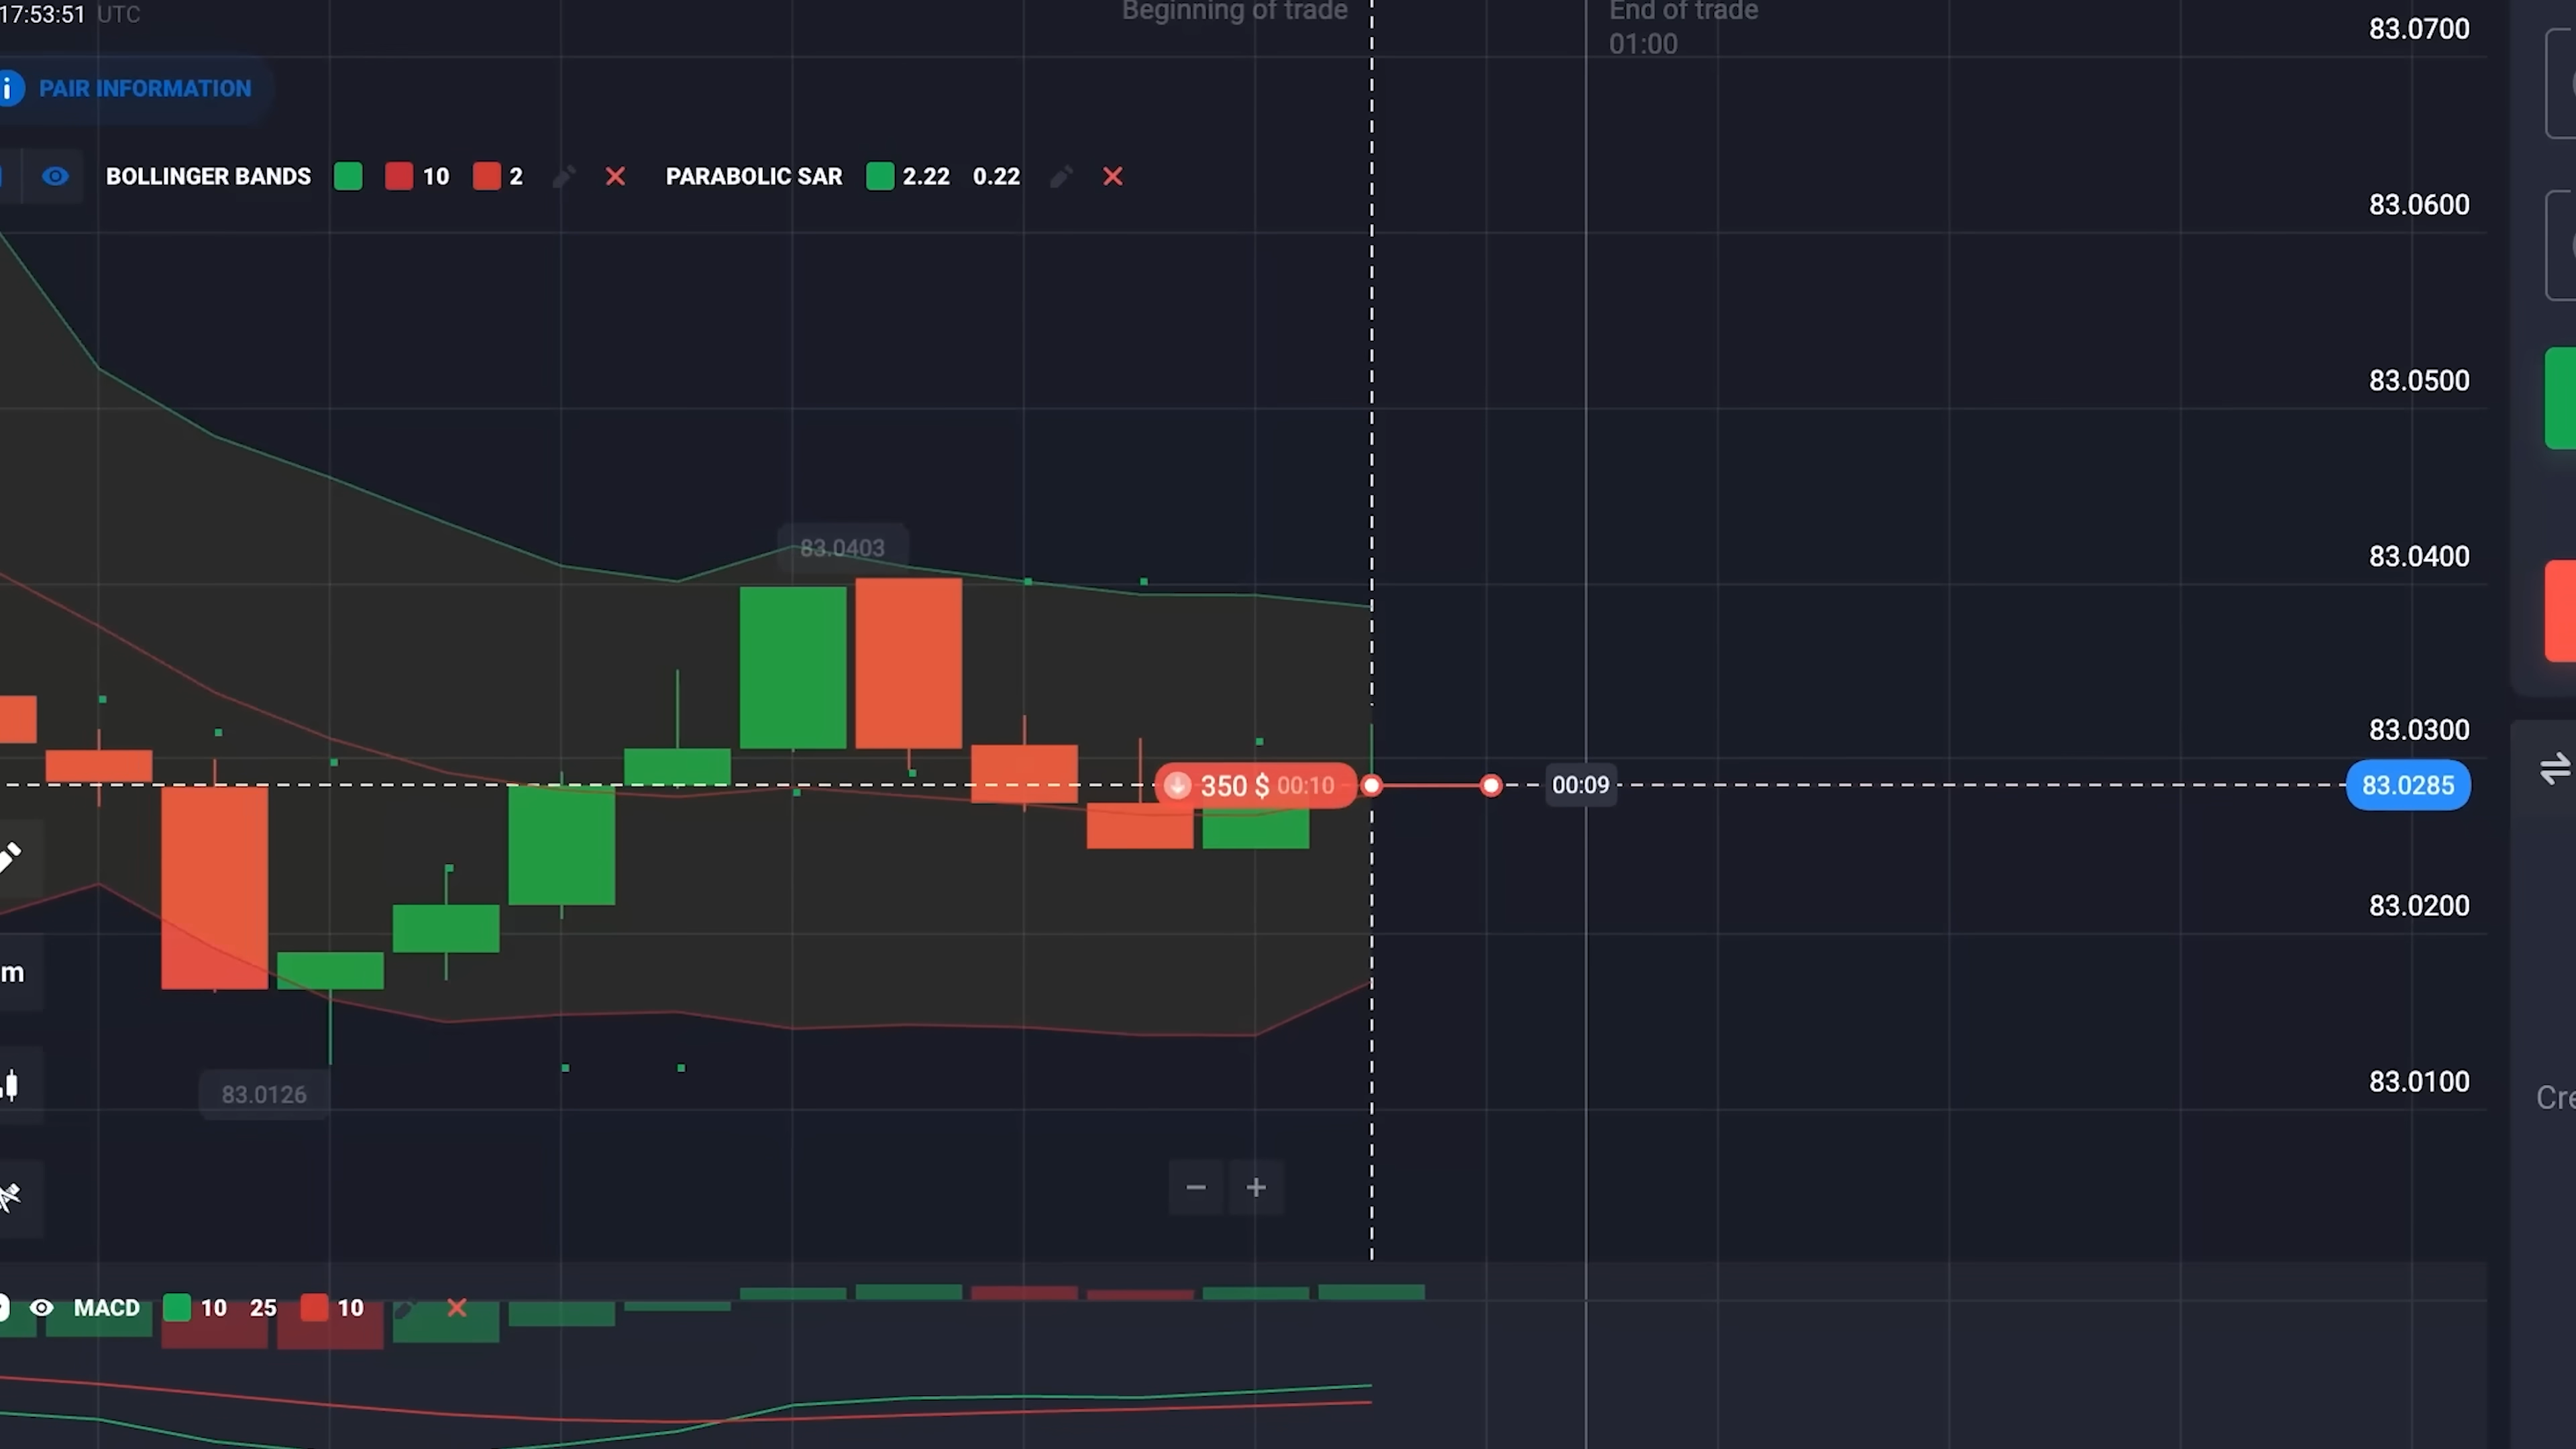 17:53:51 UTC
Beginning of trade
End of trade
01:00
83.0700
PAIR INFORMATION
BOLLINGER BANDS 10 2 PARABOLIC SAR 2.22 0.22
83.0600
83.0500
83.0403
83.0400
83.0300
350 $ 00:10
00:09
83.0285
83.0200
m
83.0126
83.0100
Cre
MACD 10 25 10